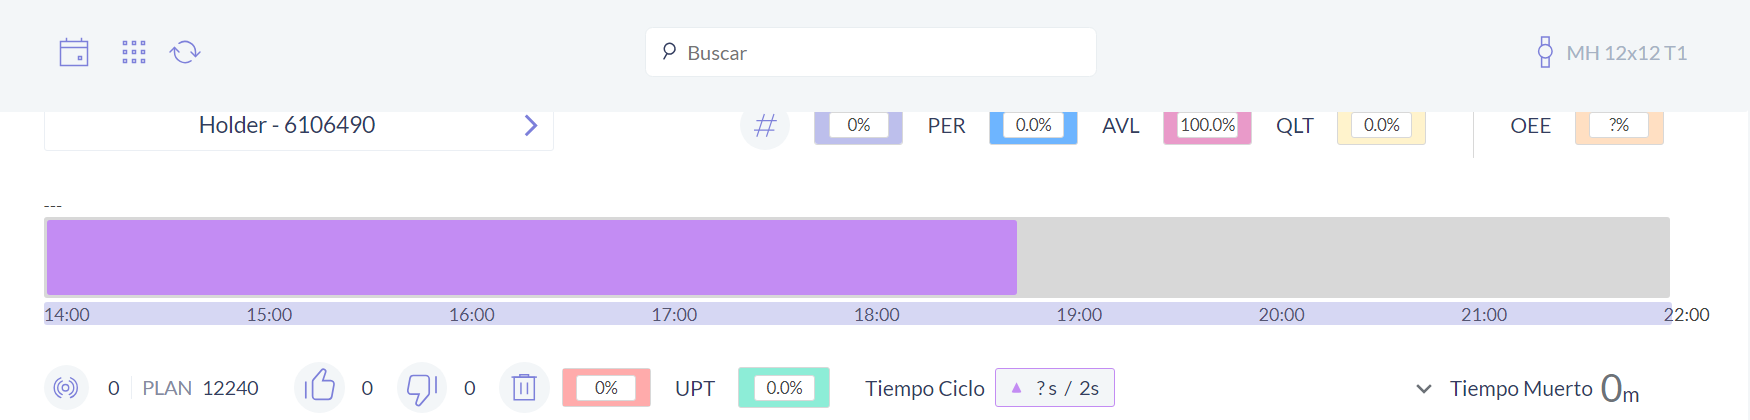 Buscar
MH 12x12 T1
Holder - 6106490
# 0% PER 0.0% AVL 100.0% QLT 0.0% OEE ?%
---
14:00 15:00 16:00 17:00 18:00 19:00 20:00 21:00 22:00
0 PLAN 12240 0 0 0% UPT 0.0% Tiempo Ciclo ? s / 2s Tiempo Muerto 0m